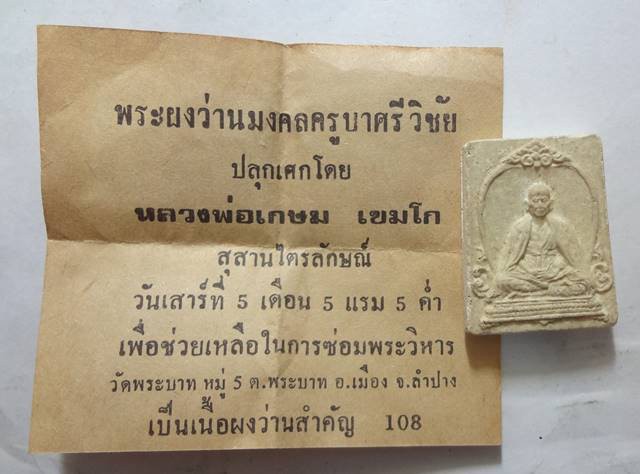 พระผงว่านมงคลครูบาศรีวิชัย
ปลุกเศกโดย
หลวงพ่อเกษม เขมโก
สุสานไตรลักษณ์
วันเสาร์ที่ 5 เดือน 5 แรม 5 ค่ำ
เพื่อช่วยเหลือในการซ่อมพระวิหาร
วัดพระบาท หมู่ 5 ต.พระบาท อ.เมือง จ.ลำปาง
เป็นเนื้อผงว่านสำคัญ 108